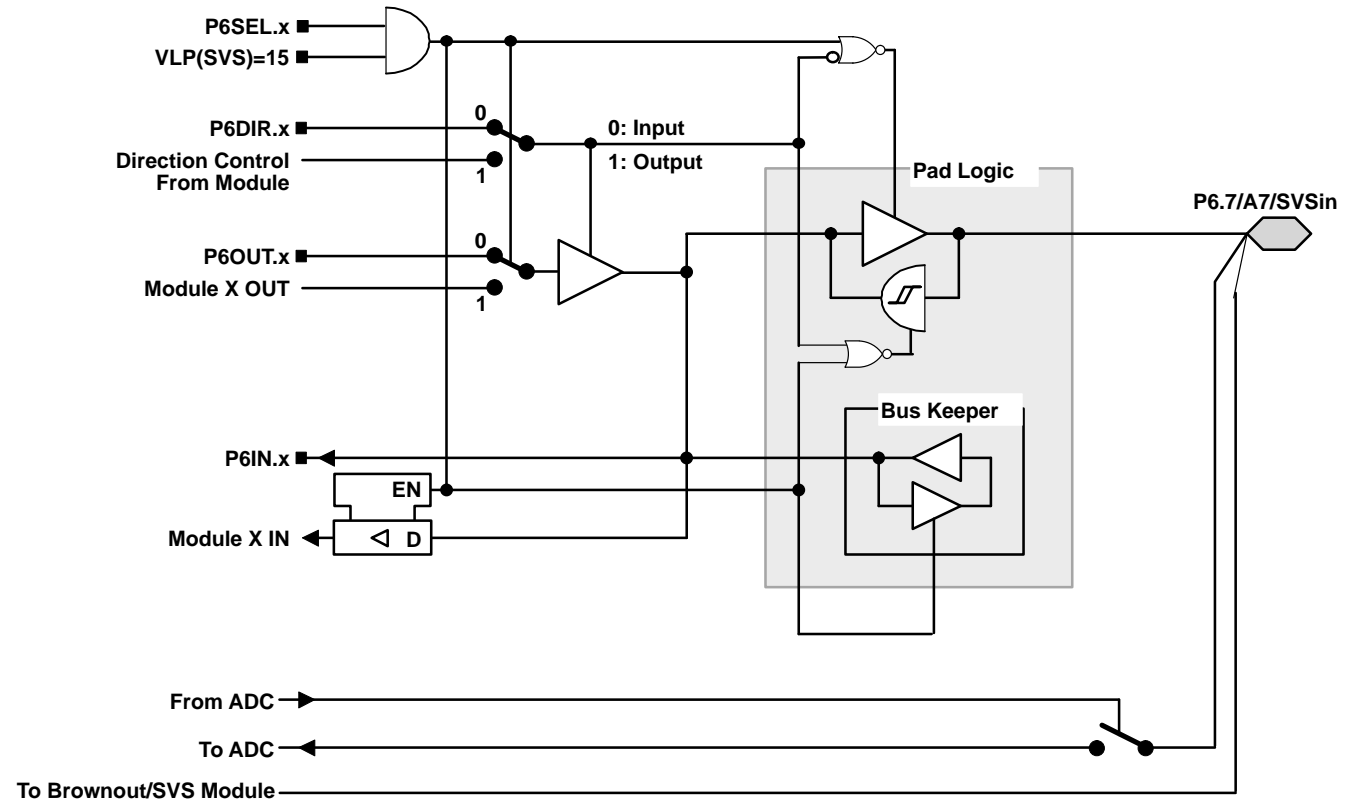 P6SEL.x
VLP(SVS)=15
P6DIR.x
0
0: Input
Direction Control
From Module
1
1: Output
Pad Logic
P6.7/A7/SVSin
P6OUT.x
0
Module X OUT
1
Bus Keeper
P6IN.x
EN
Module X IN
D
From ADC
To ADC
To Brownout/SVS Module